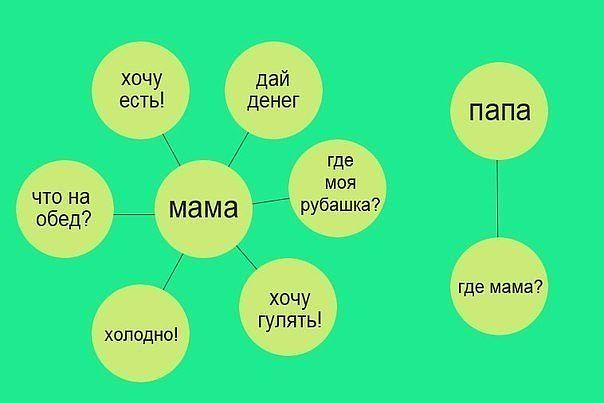 хочу
есть!
дай
денег
где
моя
рубашка?
что на
обед?
мама
холодно!
хочу
гулять!
папа
где мама?